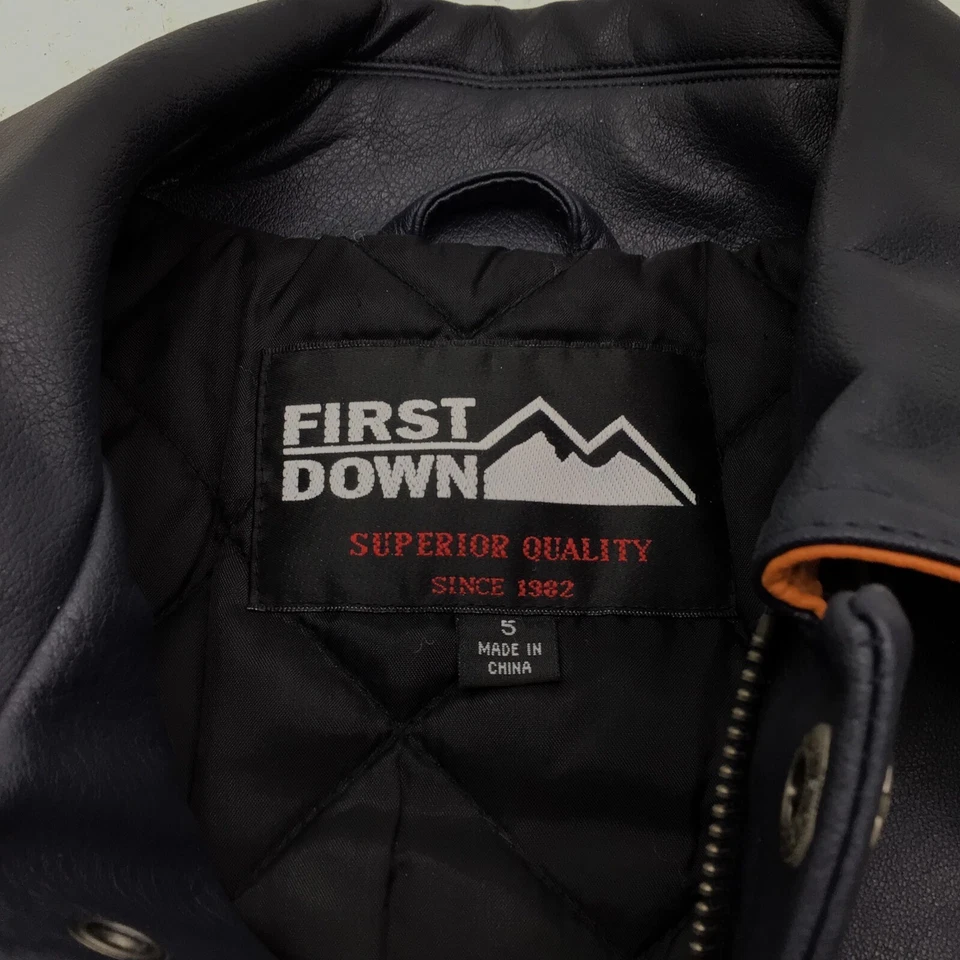 FIRST
DOWN
SUPERIOR QUALITY
SINCE 1982
5
MADE IN
CHINA